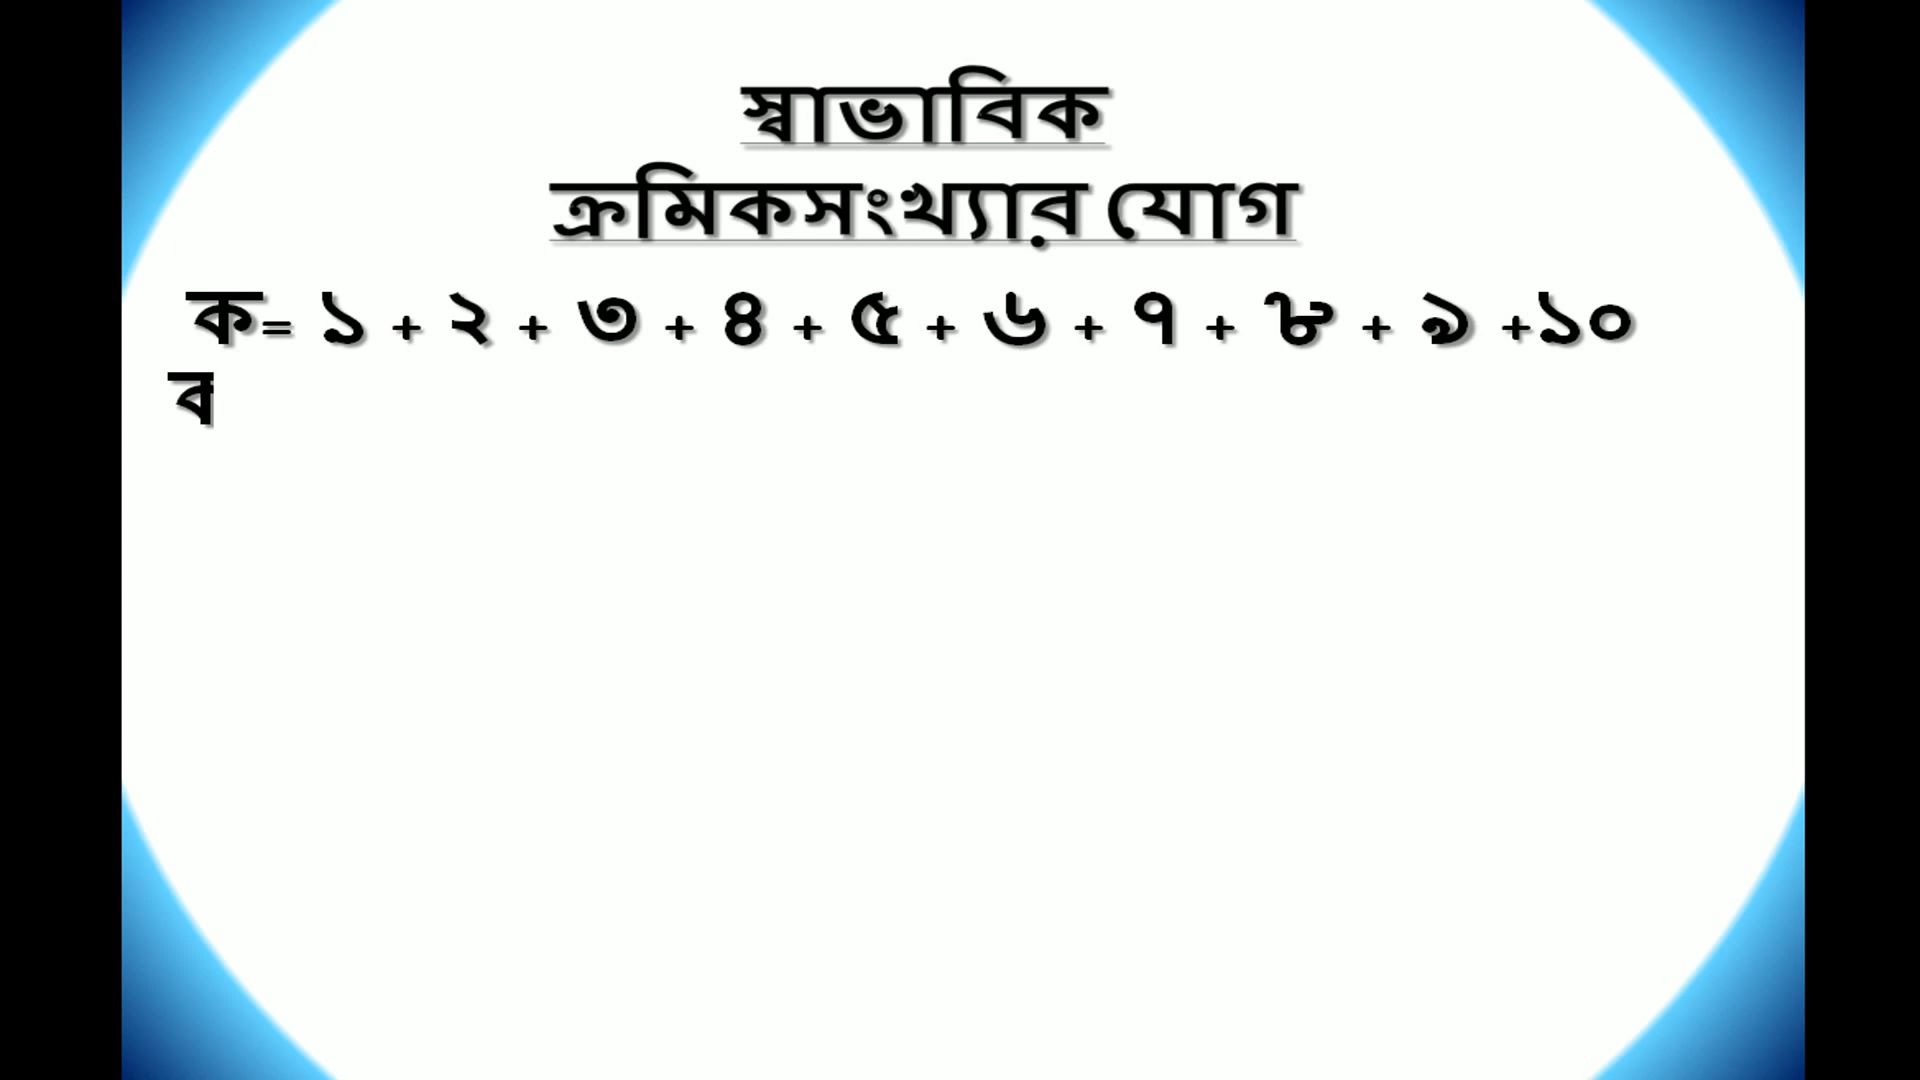 স্বাভাবিক
ক্রমিকসংখ্যার যোগ
ক= ১ + ২ + ৩ + ৪ + ৫ + ৬ + ৭ + ৮ + ৯ +১০